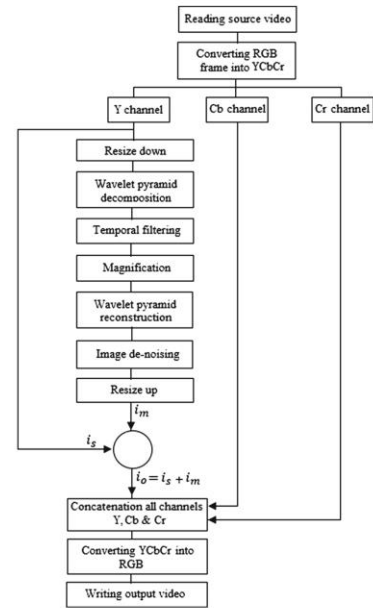 Reading source video
Converting RGB
frame into YCbCr
Y channel
Cb channel
Cr channel
Resize down
Wavelet pyramid
decomposition
Temporal filtering
Magnification
Wavelet pyramid
reconstruction
Image de-noising
Resize up
i_m
i_s
i_o = i_s + i_m
Concatenation all channels
Y, Cb & Cr
Converting YCbCr into
RGB
Writing output video